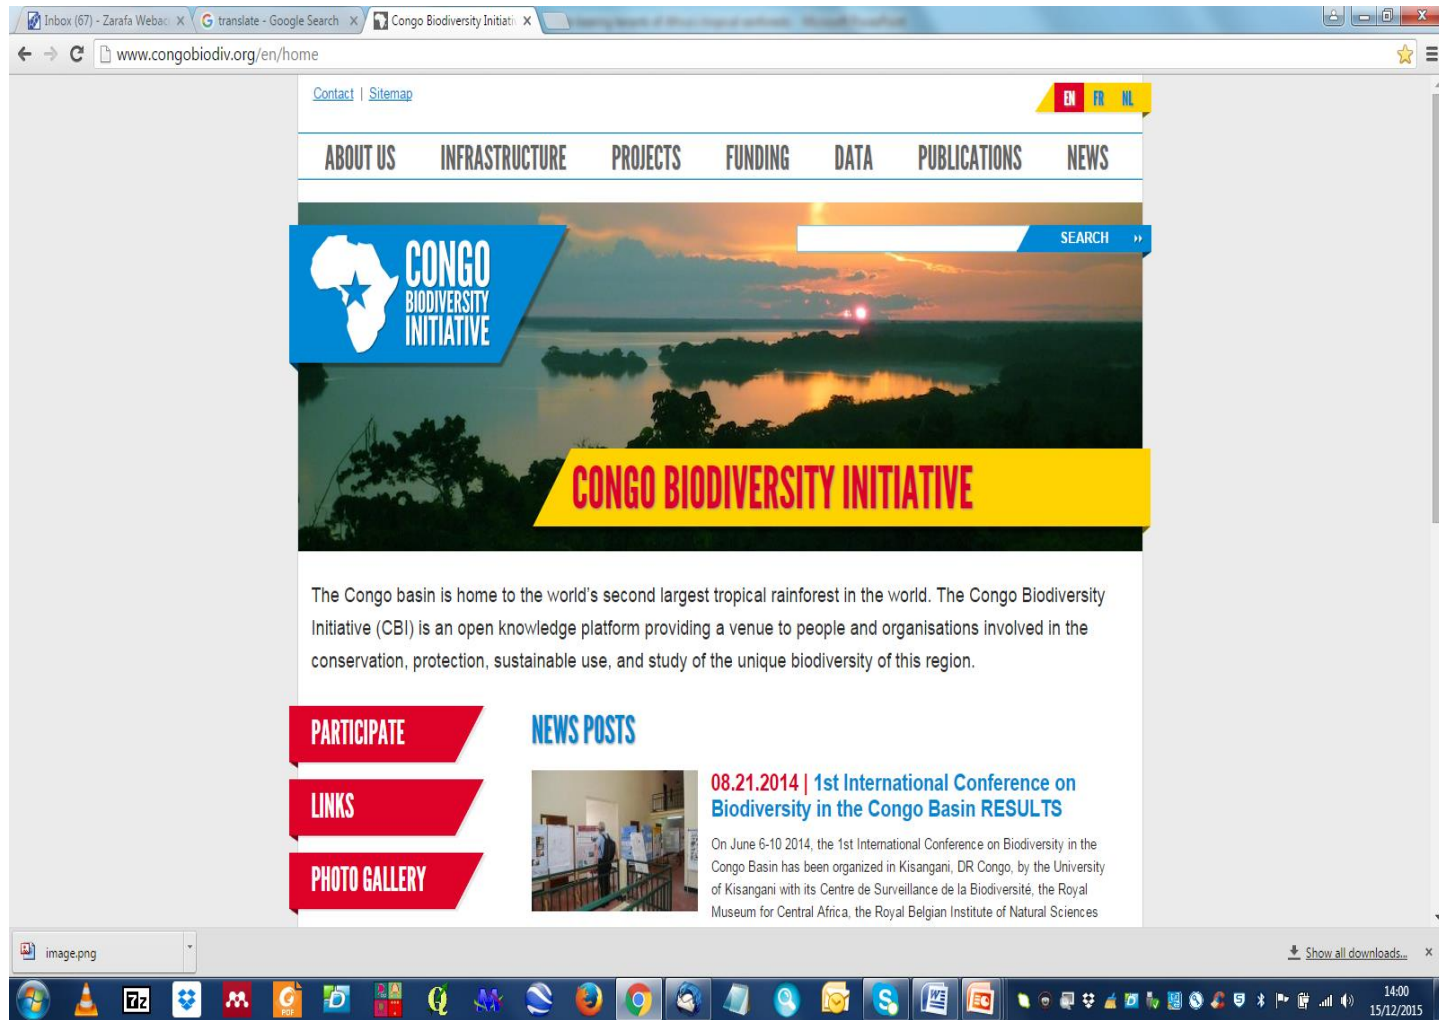 Inbox (67) - Zarafa Webac
translate - Google Search
Congo Biodiversity Initiativ
www.congobiodiv.org/en/home
Contact | Sitemap
EN FR NL
ABOUT US INFRASTRUCTURE PROJECTS FUNDING DATA PUBLICATIONS NEWS
SEARCH
CONGO
BIODIVERSITY
INITIATIVE
CONGO BIODIVERSITY INITIATIVE
The Congo basin is home to the world's second largest tropical rainforest in the world. The Congo Biodiversity
Initiative (CBI) is an open knowledge platform providing a venue to people and organisations involved in the
conservation, protection, sustainable use, and study of the unique biodiversity of this region.
PARTICIPATE
LINKS
PHOTO GALLERY
NEWS POSTS
08.21.2014 | 1st International Conference on
Biodiversity in the Congo Basin RESULTS
On June 6-10 2014, the 1st International Conference on Biodiversity in the
Congo Basin has been organized in Kisangani, DR Congo, by the University
of Kisangani with its Centre de Surveillance de la Biodiversité, the Royal
Museum for Central Africa, the Royal Belgian Institute of Natural Sciences
image.png
Show all downloads...
7z
PDF
14:00
15/12/2015